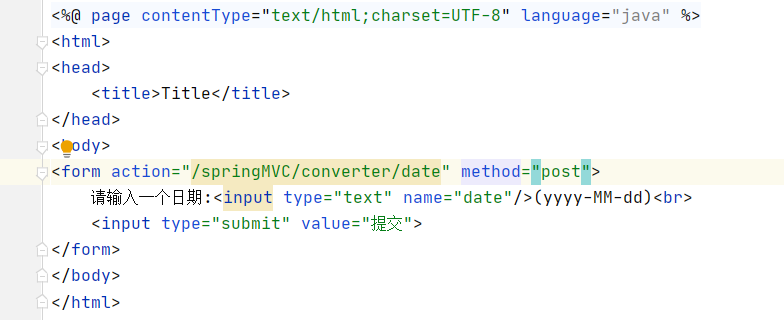 <%@ page contentType="text/html;charset=UTF-8" language="java" %>
<html>
<head>
    <title>Title</title>
</head>
<body>
<form action="/springMVC/converter/date" method="post">
    请输入一个日期:<input type="text" name="date"/>(yyyy-MM-dd)<br>
    <input type="submit" value="提交">
</form>
</body>
</html>